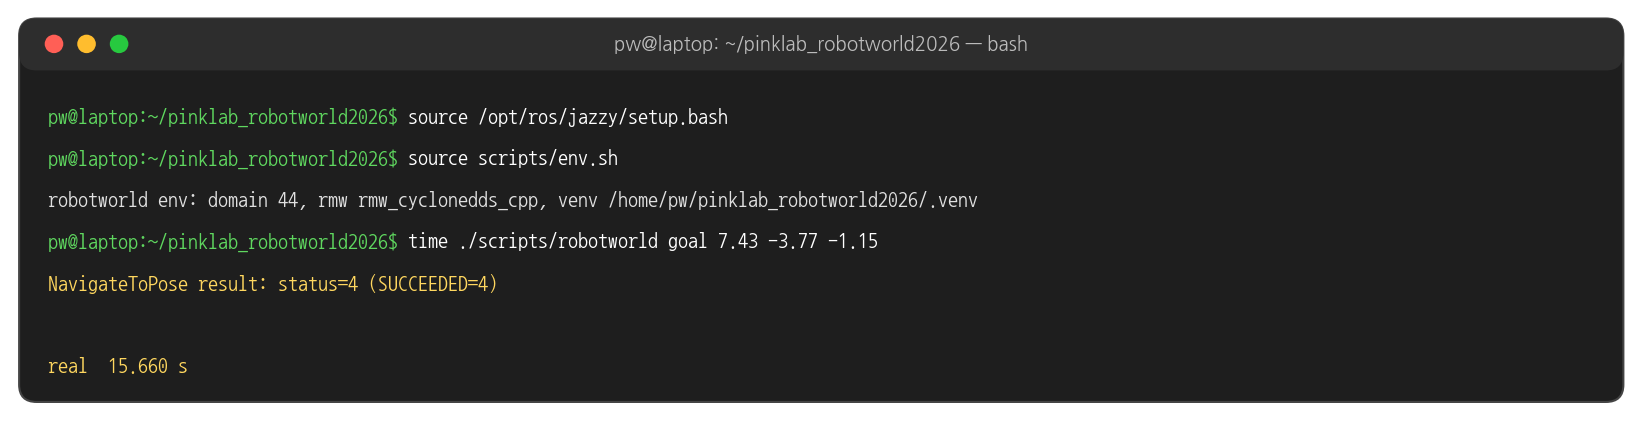 pw@laptop: ~/pinklab_robotworld2026 — bash
pw@laptop:~/pinklab_robotworld2026$ source /opt/ros/jazzy/setup.bash
pw@laptop:~/pinklab_robotworld2026$ source scripts/env.sh
robotworld env: domain 44, rmw rmw_cyclonedds_cpp, venv /home/pw/pinklab_robotworld2026/.venv
pw@laptop:~/pinklab_robotworld2026$ time ./scripts/robotworld goal 7.43 -3.77 -1.15
NavigateToPose result: status=4 (SUCCEEDED=4)
real  15.660 s